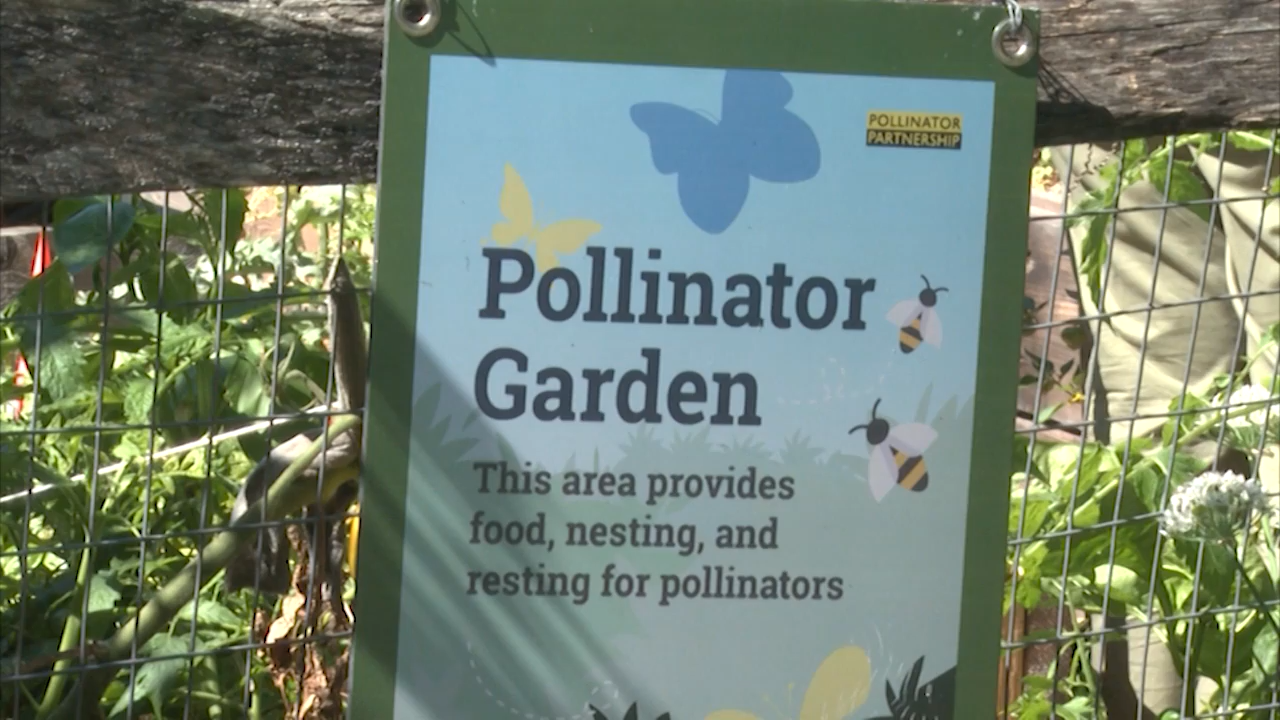 POLLINATOR
PARTNERSHIP
Pollinator
Garden
This area provides
food, nesting, and
resting for pollinators